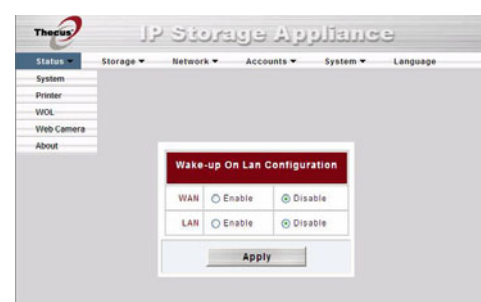 Thecus
IP Storage Appliance
Status Storage Network Accounts System Language
System
Printer
WOL
Web Camera
About
Wake-up On Lan Configuration
WAN Enable Disable
LAN Enable Disable
Apply